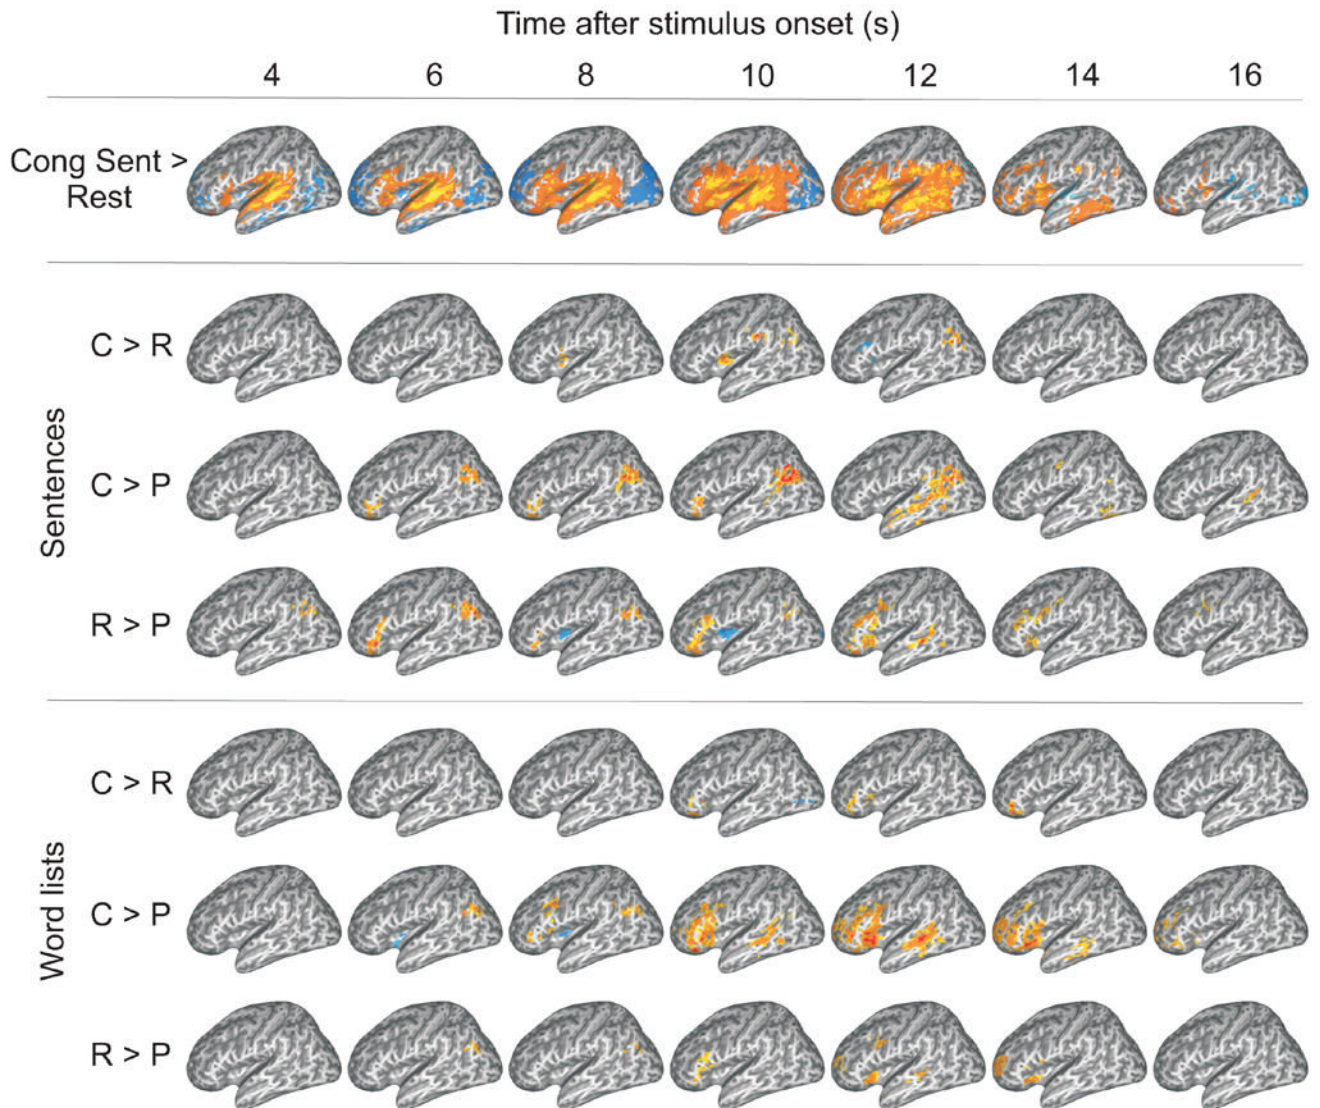 Time after stimulus onset (s)
4 6 8 10 12 14 16
Cong Sent >
Rest
Sentences
C > R
C > P
R > P
Word lists
C > R
C > P
R > P